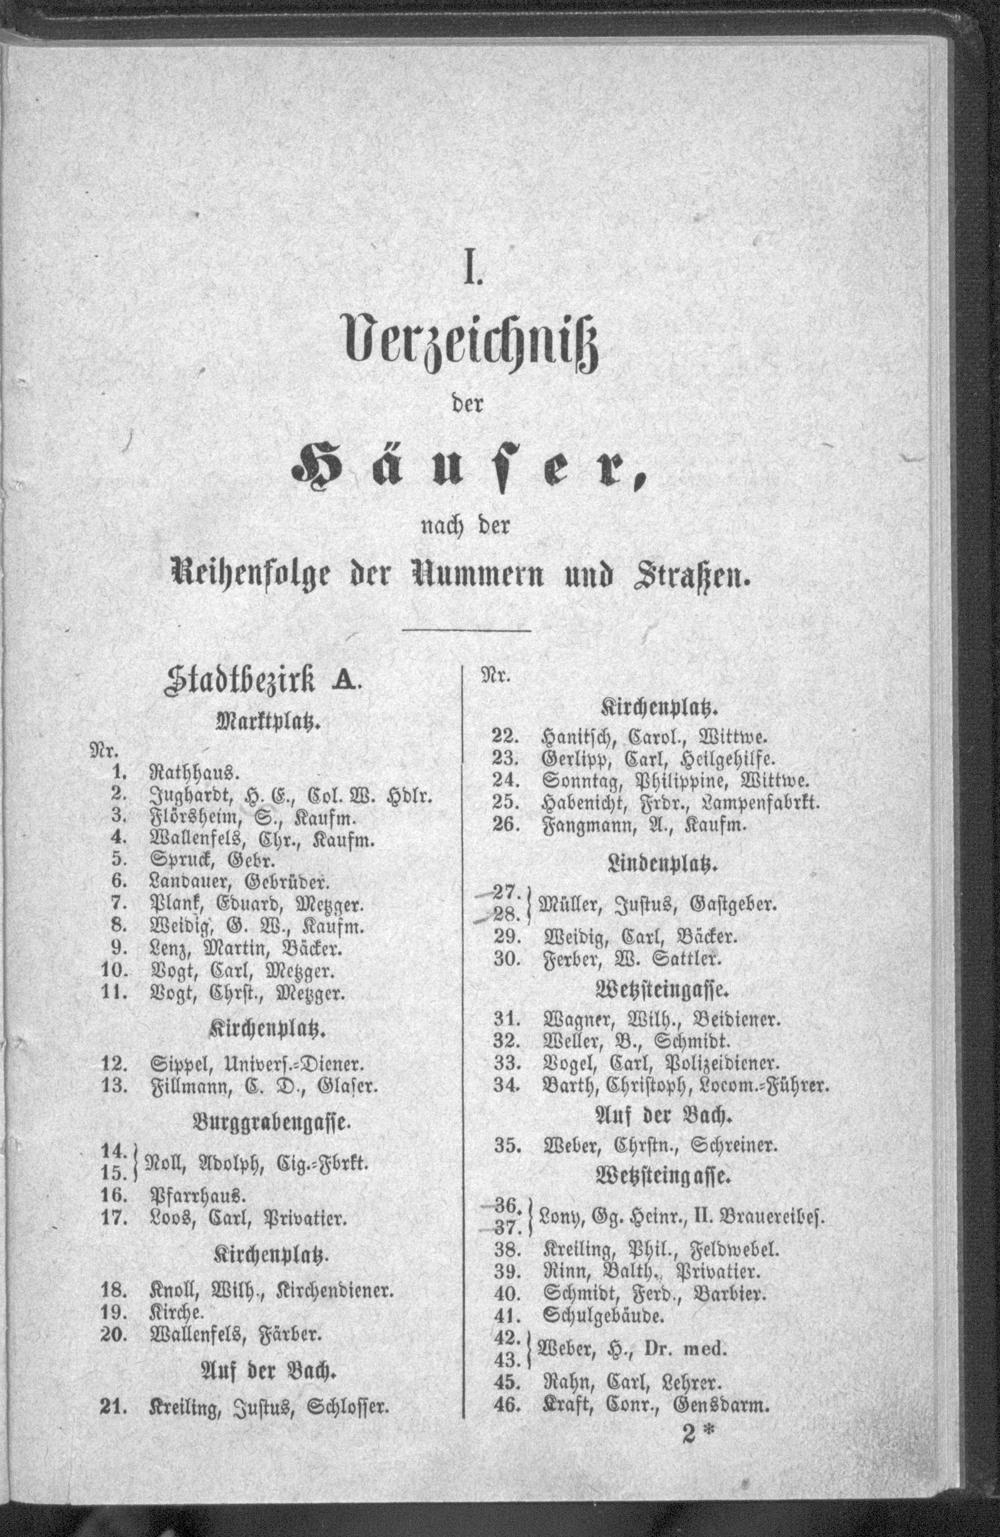 I.
Verzeichniß
der
Häuser,
nach der
Reihenfolge der Nummern und Straßen.
Stadtbezirk A.
Marktplatz.
Nr.
1. Rathhaus.
2. Jughardt, H. E., Col. W. Hdlr.
3. Flörsheim, S., Kaufm.
4. Wallenfels, Chr., Kaufm.
5. Spruck, Gebr.
6. Landauer, Gebrüder.
7. Plank, Eduard, Metzger.
8. Weidig, G. W., Kaufm.
9. Lenz, Martin, Bäcker.
10. Vogt, Carl, Metzger.
11. Vogt, Chrst., Metzger.
Kirchenplatz.
12. Sippel, Univers.-Diener.
13. Fillmann, C. D., Glaser.
Burggrabengasse.
14.
15. } Noll, Adolph, Cig.-Fbrkt.
16. Pfarrhaus.
17. Loos, Carl, Privatier.
Kirchenplatz.
18. Knoll, Wilh., Kirchendiener.
19. Kirche.
20. Wallenfels, Färber.
Auf der Bach.
21. Kreiling, Justus, Schlosser.
Nr.
Kirchenplatz.
22. Hanitsch, Carol., Wittwe.
23. Gerlipp, Carl, Heilgehilfe.
24. Sonntag, Philippine, Wittwe.
25. Habenicht, Frdr., Lampenfabrkt.
26. Fangmann, A., Kaufm.
Lindenplatz.
27.
28. } Müller, Justus, Gastgeber.
29. Weidig, Carl, Bäcker.
30. Ferber, W. Sattler.
Wetzsteingasse.
31. Wagner, Wilh., Beidiener.
32. Weller, B., Schmidt.
33. Vogel, Carl, Polizeidiener.
34. Barth, Christoph, Locom.-Führer.
Auf der Bach.
35. Weber, Chrstn., Schreiner.
Wetzsteingasse.
36.
37. } Lony, Gg. Heinr., II. Brauereibes.
38. Kreiling, Phil., Feldwebel.
39. Rinn, Balth., Privatier.
40. Schmidt, Ferd., Barbier.
41. Schulgebäude.
42.
43. } Weber, H., Dr. med.
45. Rahn, Carl, Lehrer.
46. Kraft, Conr., Gensdarm.
2*